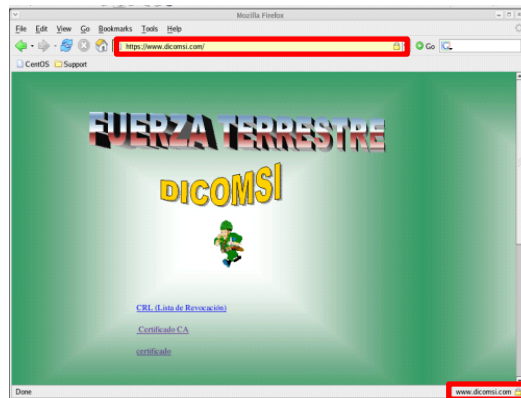 Mozilla Firefox
File Edit View Go Bookmarks Tools Help
https://www.dicomsi.com/ Go
CentOS Support
FUERZA TERRESTRE
DICOMSI
CRL (Lista de Revocación)
Certificado CA
certificado
Done www.dicomsi.com